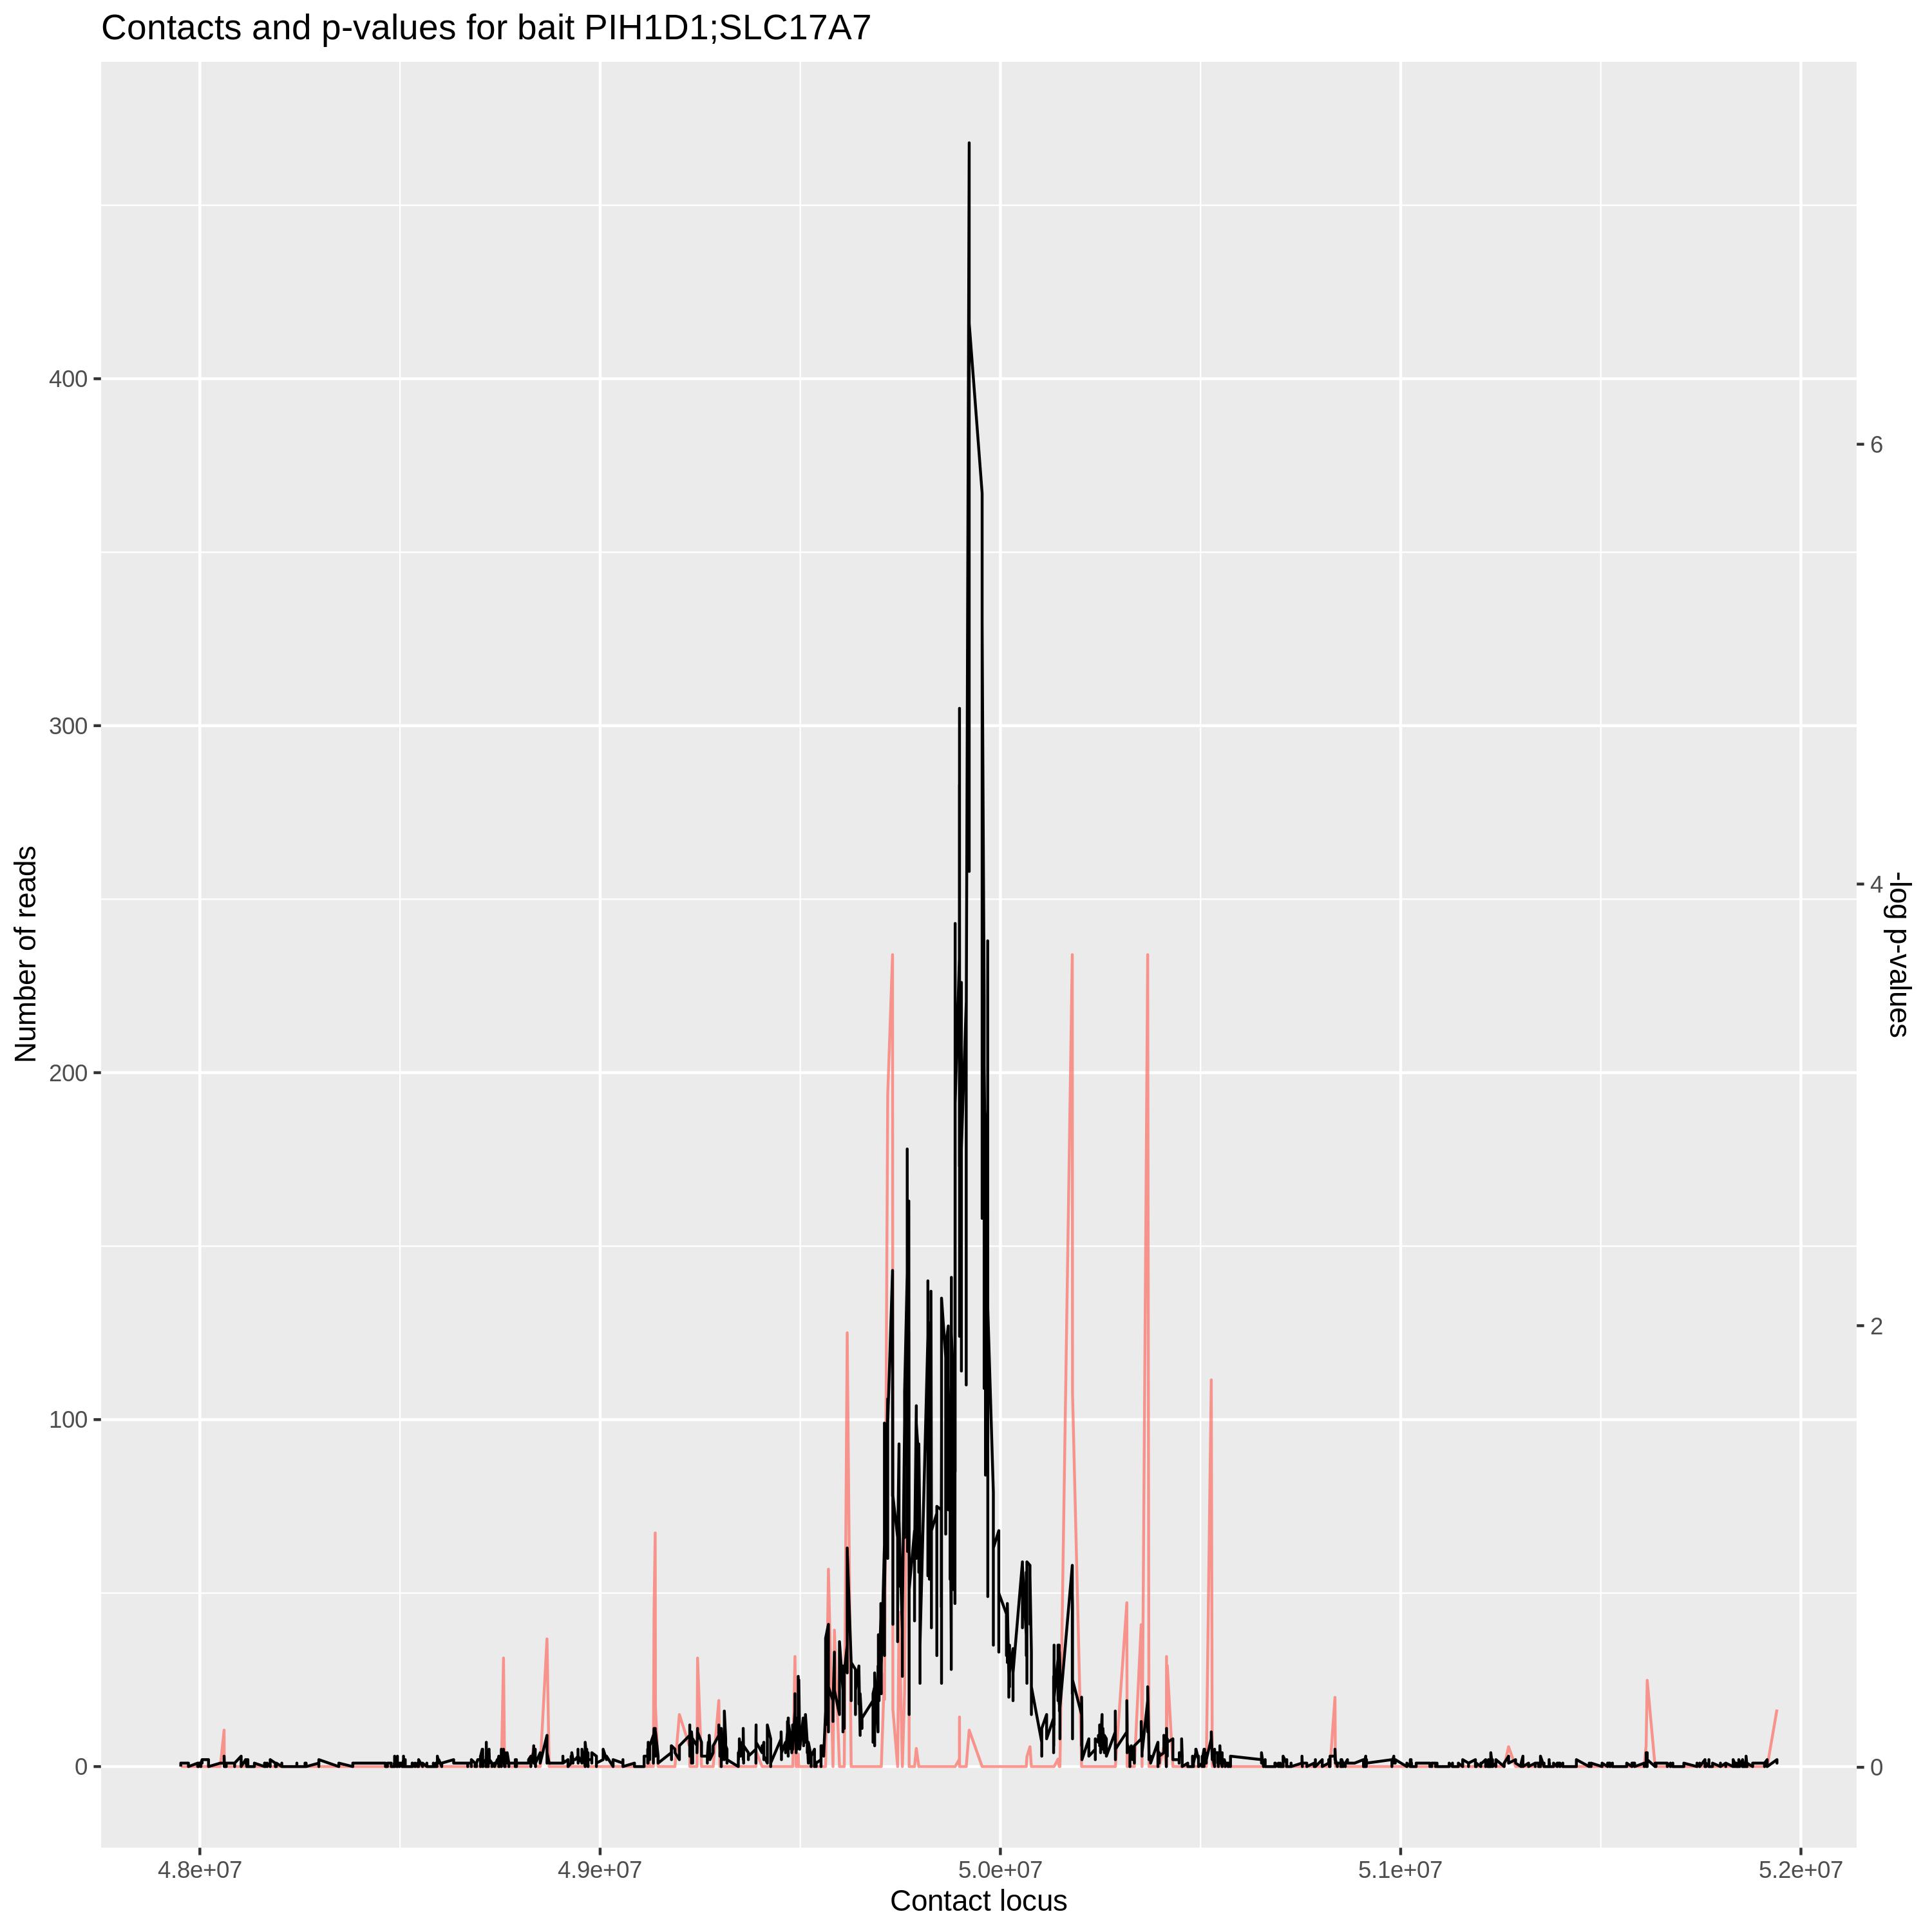 Contacts and p-values for bait PIH1D1;SLC17A7
400
300
200
100
0
Number of reads
6
4
2
0
-log p-values
4.8e+07
4.9e+07
5.0e+07
5.1e+07
5.2e+07
Contact locus